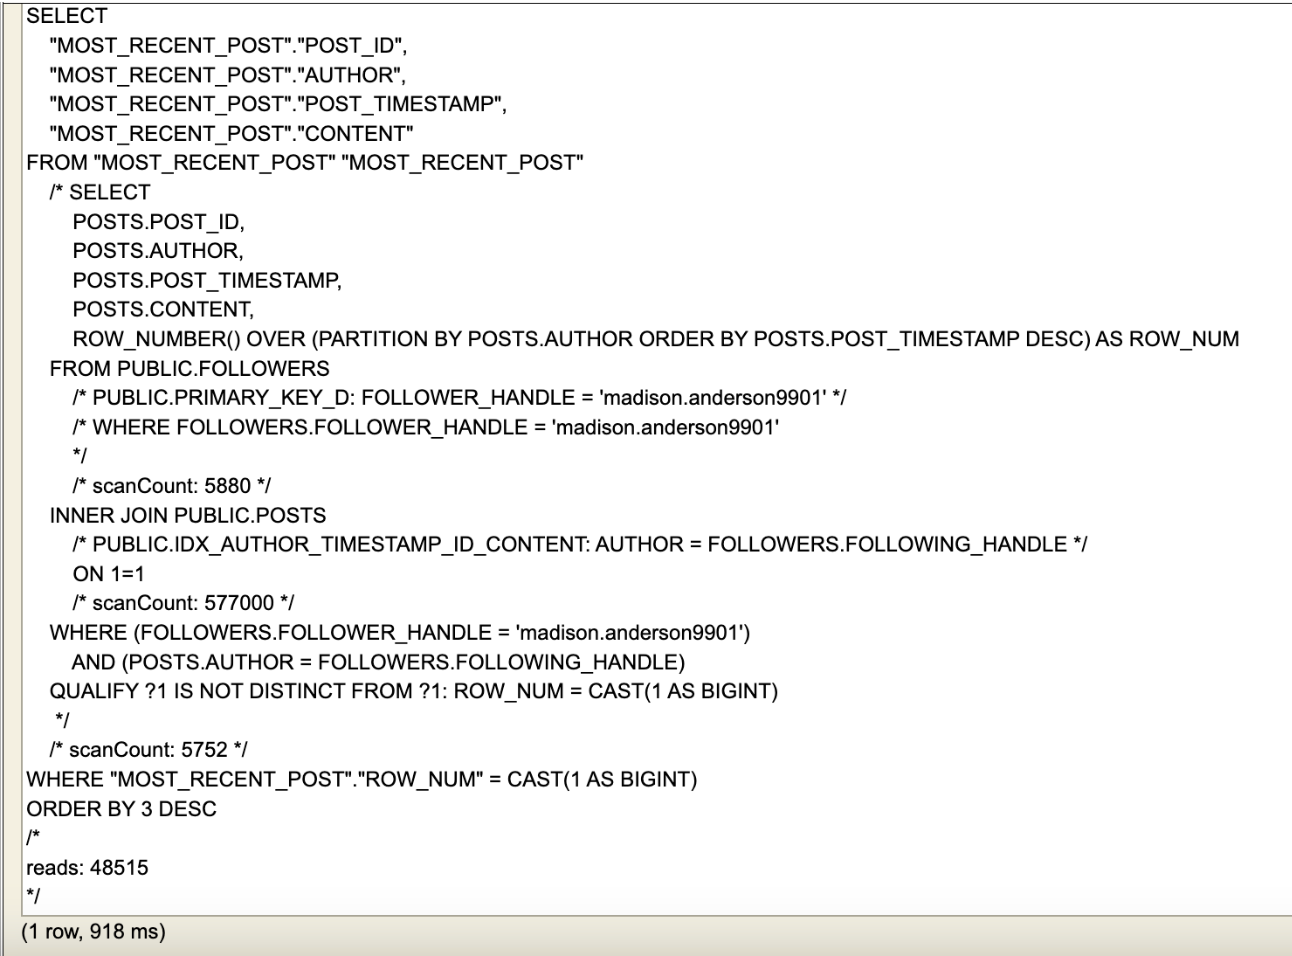 SELECT
"MOST_RECENT_POST"."POST_ID",
"MOST_RECENT_POST"."AUTHOR",
"MOST_RECENT_POST"."POST_TIMESTAMP",
"MOST_RECENT_POST"."CONTENT"
FROM "MOST_RECENT_POST" "MOST_RECENT_POST"
/* SELECT
POSTS.POST_ID,
POSTS.AUTHOR,
POSTS.POST_TIMESTAMP,
POSTS.CONTENT,
ROW_NUMBER() OVER (PARTITION BY POSTS.AUTHOR ORDER BY POSTS.POST_TIMESTAMP DESC) AS ROW_NUM
FROM PUBLIC.FOLLOWERS
/* PUBLIC.PRIMARY_KEY_D: FOLLOWER_HANDLE = 'madison.anderson9901' */
/* WHERE FOLLOWERS.FOLLOWER_HANDLE = 'madison.anderson9901'
*/
/* scanCount: 5880 */
INNER JOIN PUBLIC.POSTS
/* PUBLIC.IDX_AUTHOR_TIMESTAMP_ID_CONTENT: AUTHOR = FOLLOWERS.FOLLOWING_HANDLE */
ON 1=1
/* scanCount: 577000 */
WHERE (FOLLOWERS.FOLLOWER_HANDLE = 'madison.anderson9901')
AND (POSTS.AUTHOR = FOLLOWERS.FOLLOWING_HANDLE)
QUALIFY ?1 IS NOT DISTINCT FROM ?1: ROW_NUM = CAST(1 AS BIGINT)
*/
/* scanCount: 5752 */
WHERE "MOST_RECENT_POST"."ROW_NUM" = CAST(1 AS BIGINT)
ORDER BY 3 DESC
/*
reads: 48515
*/
(1 row, 918 ms)